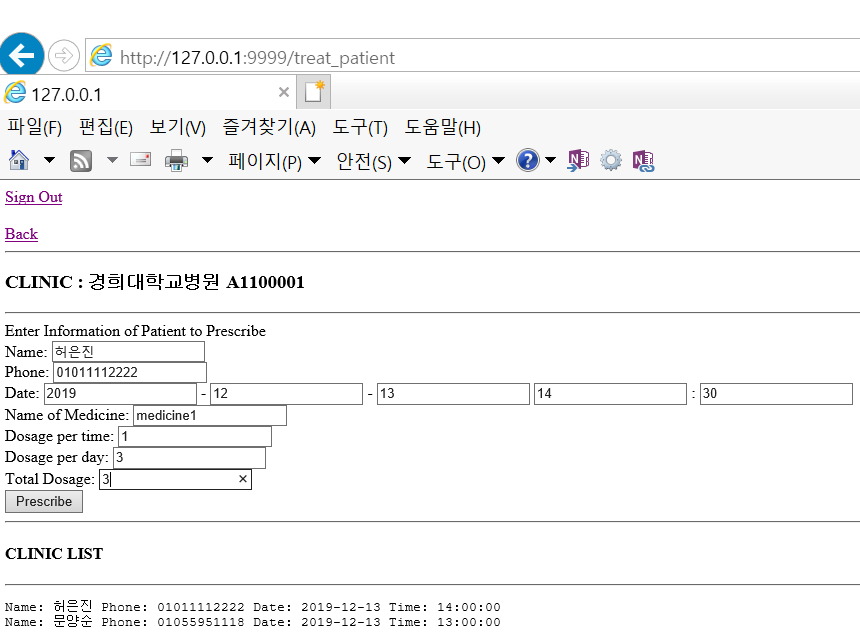 http://127.0.0.1:9999/treat_patient
127.0.0.1
파일(F) 편집(E) 보기(V) 즐겨찾기(A) 도구(T) 도움말(H)
페이지(P) 안전(S) 도구(O)
Sign Out
Back
CLINIC : 경희대학교병원 A1100001
Enter Information of Patient to Prescribe
Name: 허은진
Phone: 01011112222
Date: 2019 - 12 - 13 14 : 30
Name of Medicine: medicine1
Dosage per time: 1
Dosage per day: 3
Total Dosage: 3
Prescribe
CLINIC LIST
Name: 허은진 Phone: 01011112222 Date: 2019-12-13 Time: 14:00:00
Name: 문양순 Phone: 01055951118 Date: 2019-12-13 Time: 13:00:00